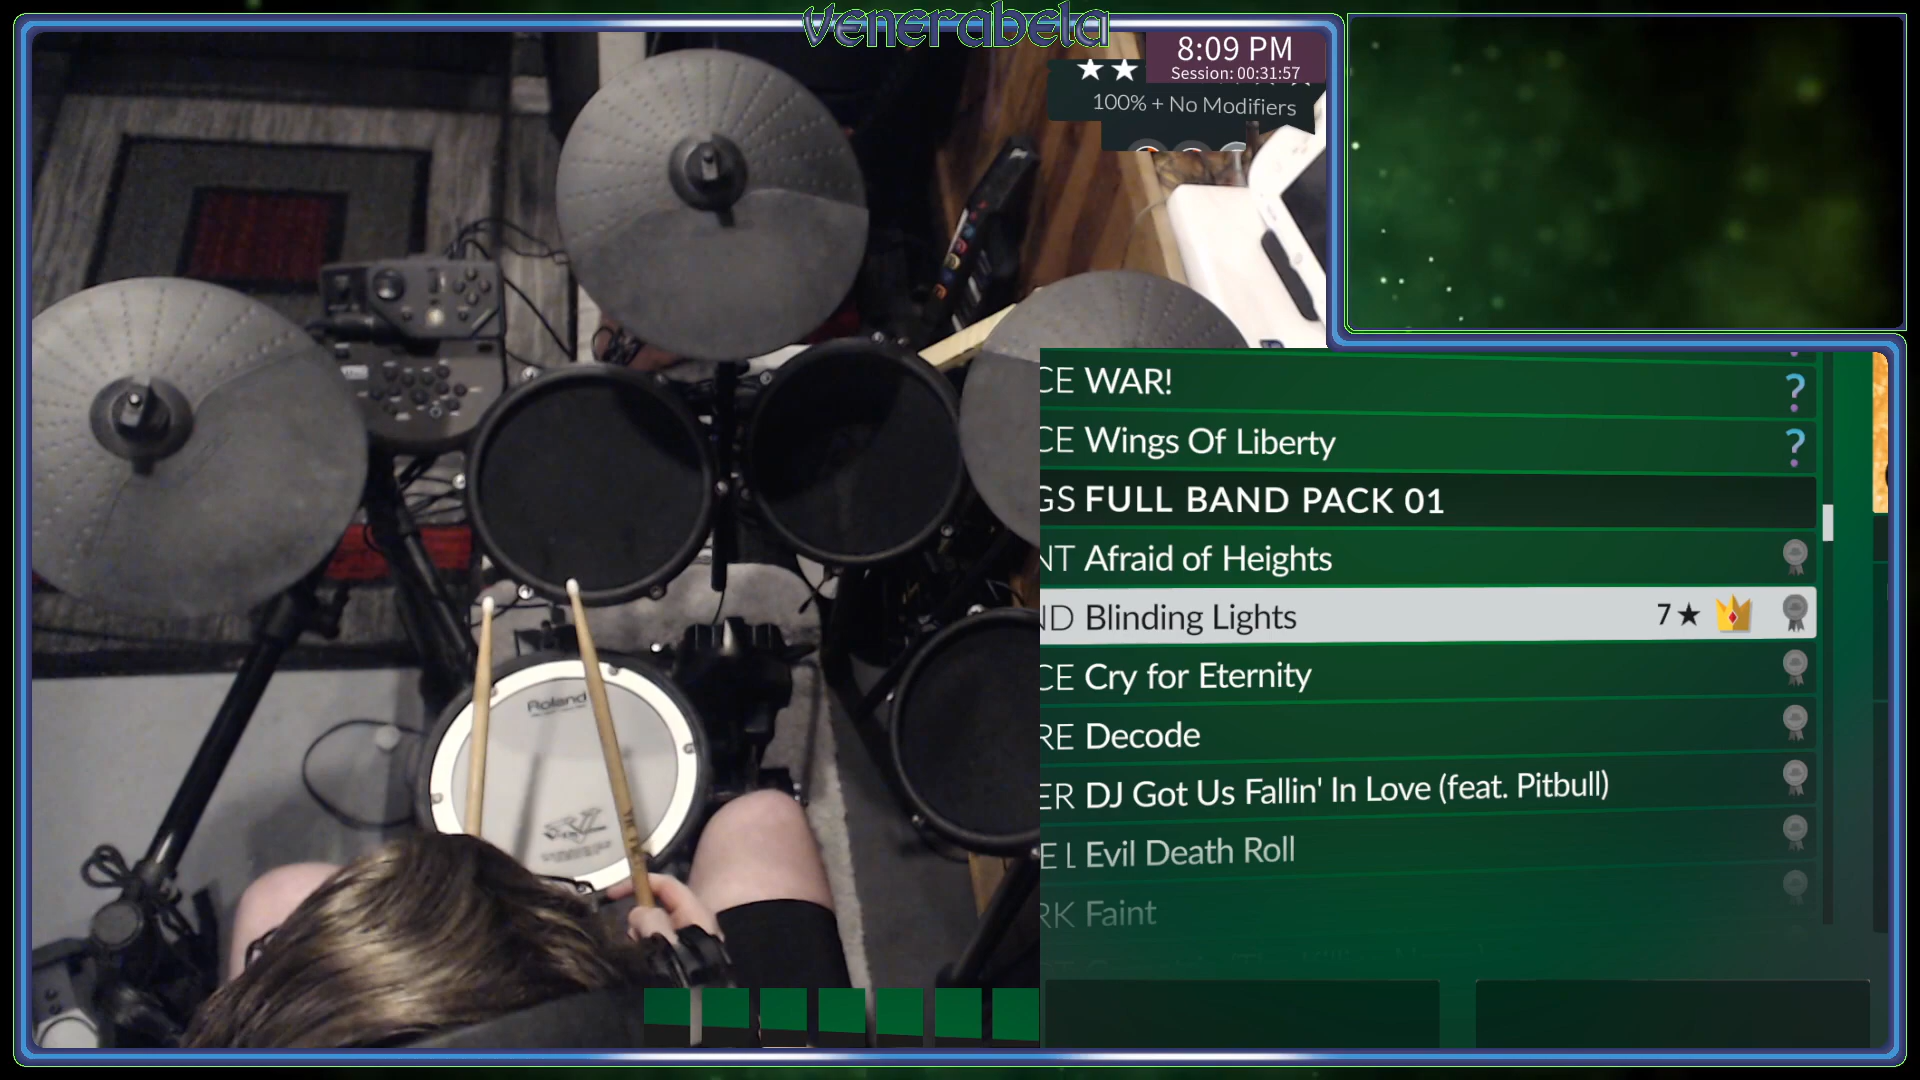 venerabela
8:09 PM
Session: 00:31:57
100% + No Modifiers
CE WAR!
?
CE Wings Of Liberty
?
GS FULL BAND PACK 01
NT Afraid of Heights
ND Blinding Lights 7★
CE Cry for Eternity
RE Decode
ER DJ Got Us Fallin' In Love (feat. Pitbull)
E L Evil Death Roll
RK Faint
Roland